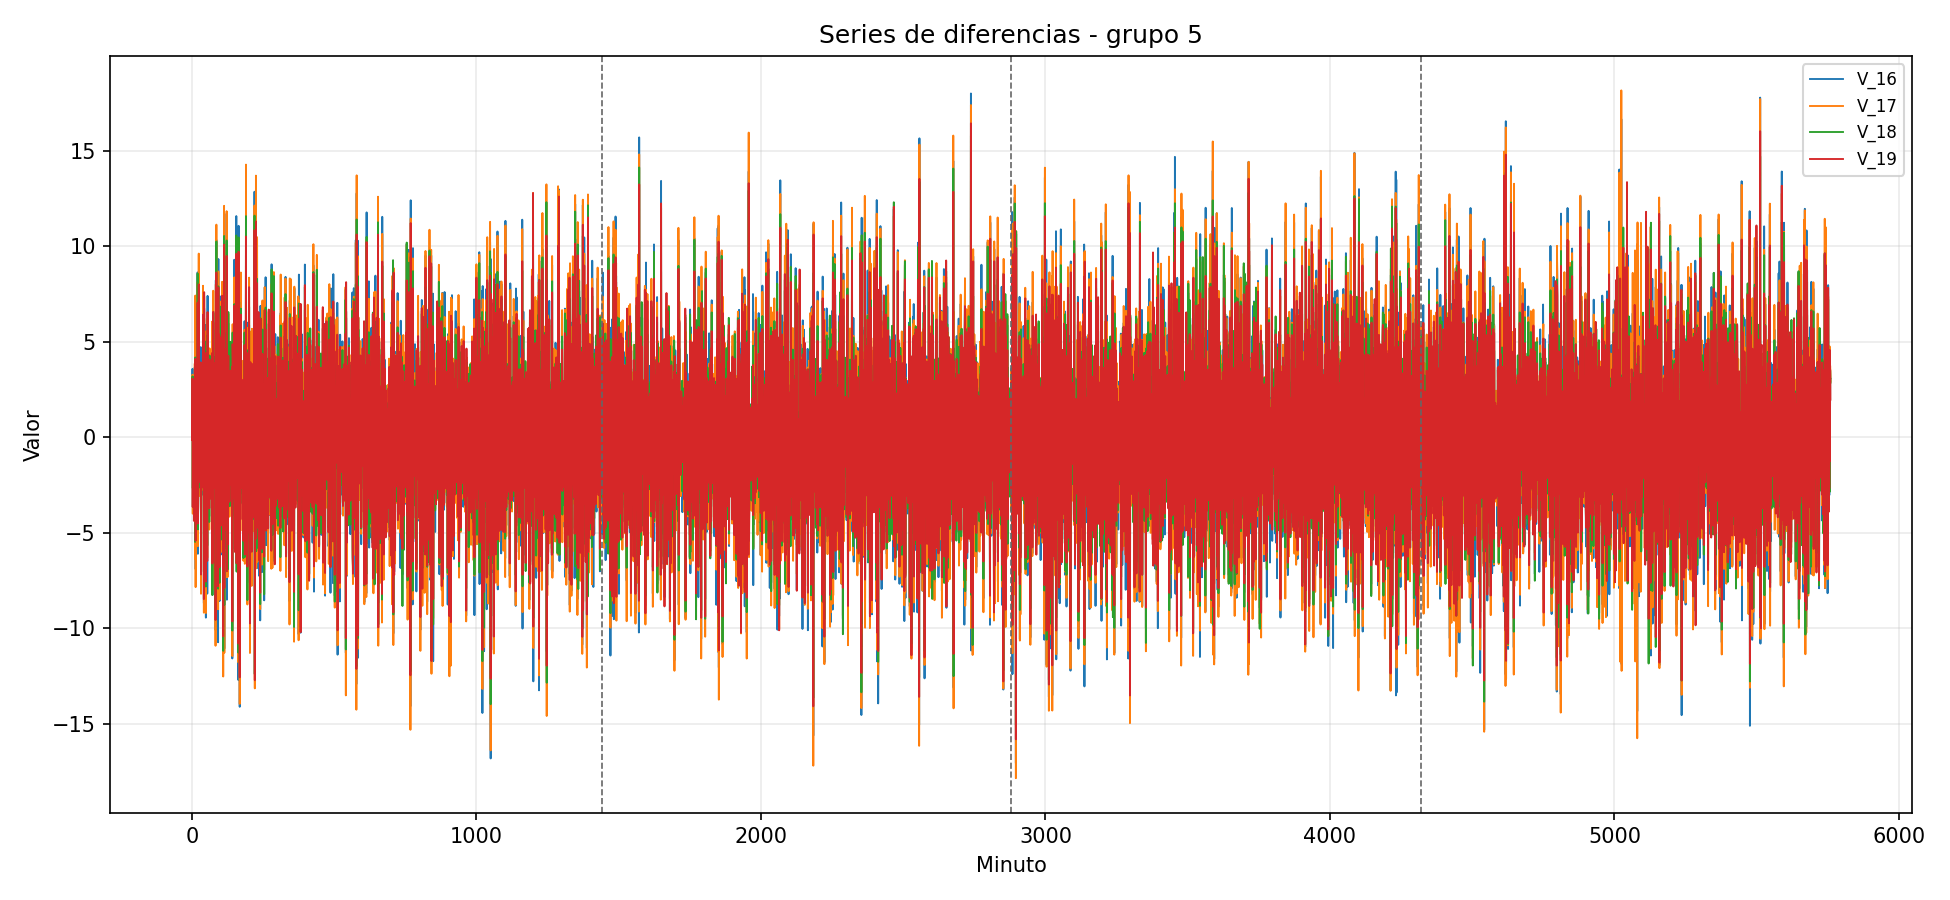 Series de diferencias - grupo 5
V_16
V_17
V_18
V_19
15
10
5
0
−5
−10
−15
Valor
0 1000 2000 3000 4000 5000 6000
Minuto